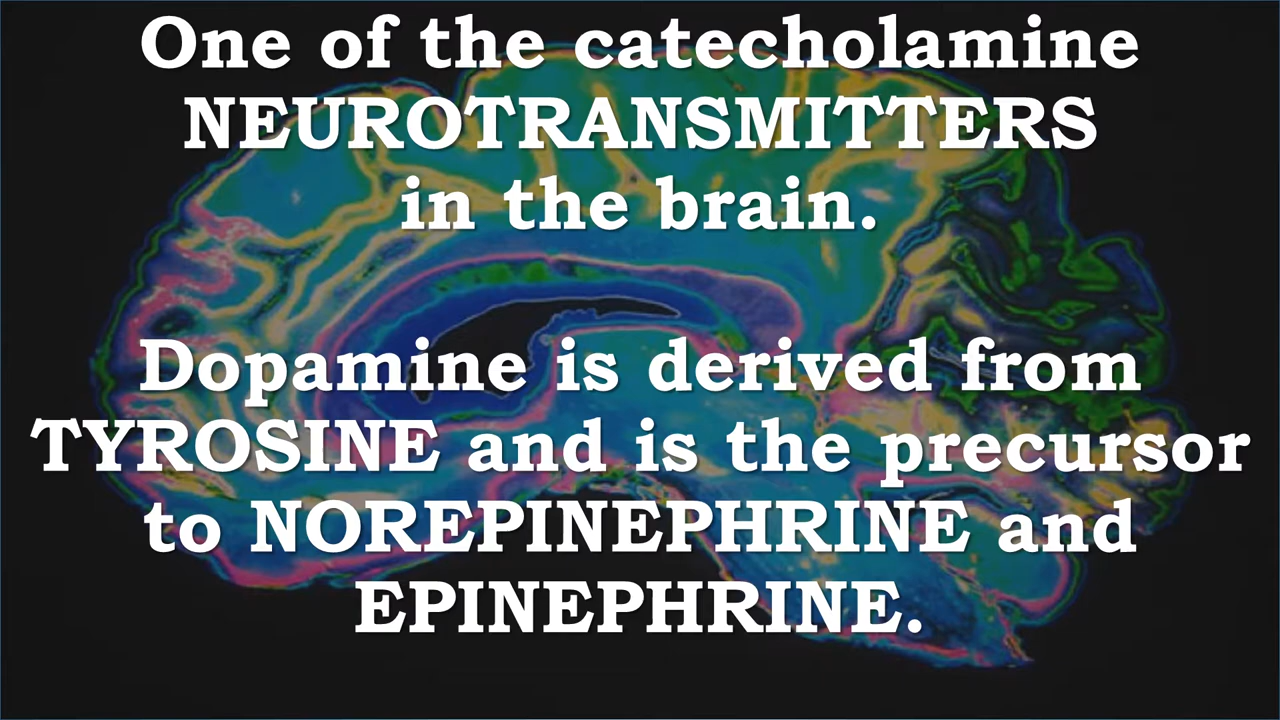 One of the catecholamine
NEUROTRANSMITTERS
in the brain.
Dopamine is derived from
TYROSINE and is the precursor
to NOREPINEPHRINE and
EPINEPHRINE.